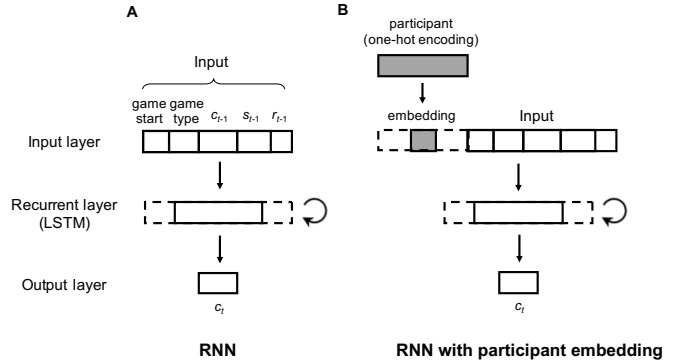 A
Input
game start
game type
c_{t-1}
s_{t-1}
r_{t-1}
Input layer
Recurrent layer
(LSTM)
Output layer
c_t
RNN
B
participant
(one-hot encoding)
embedding
Input
c_t
RNN with participant embedding